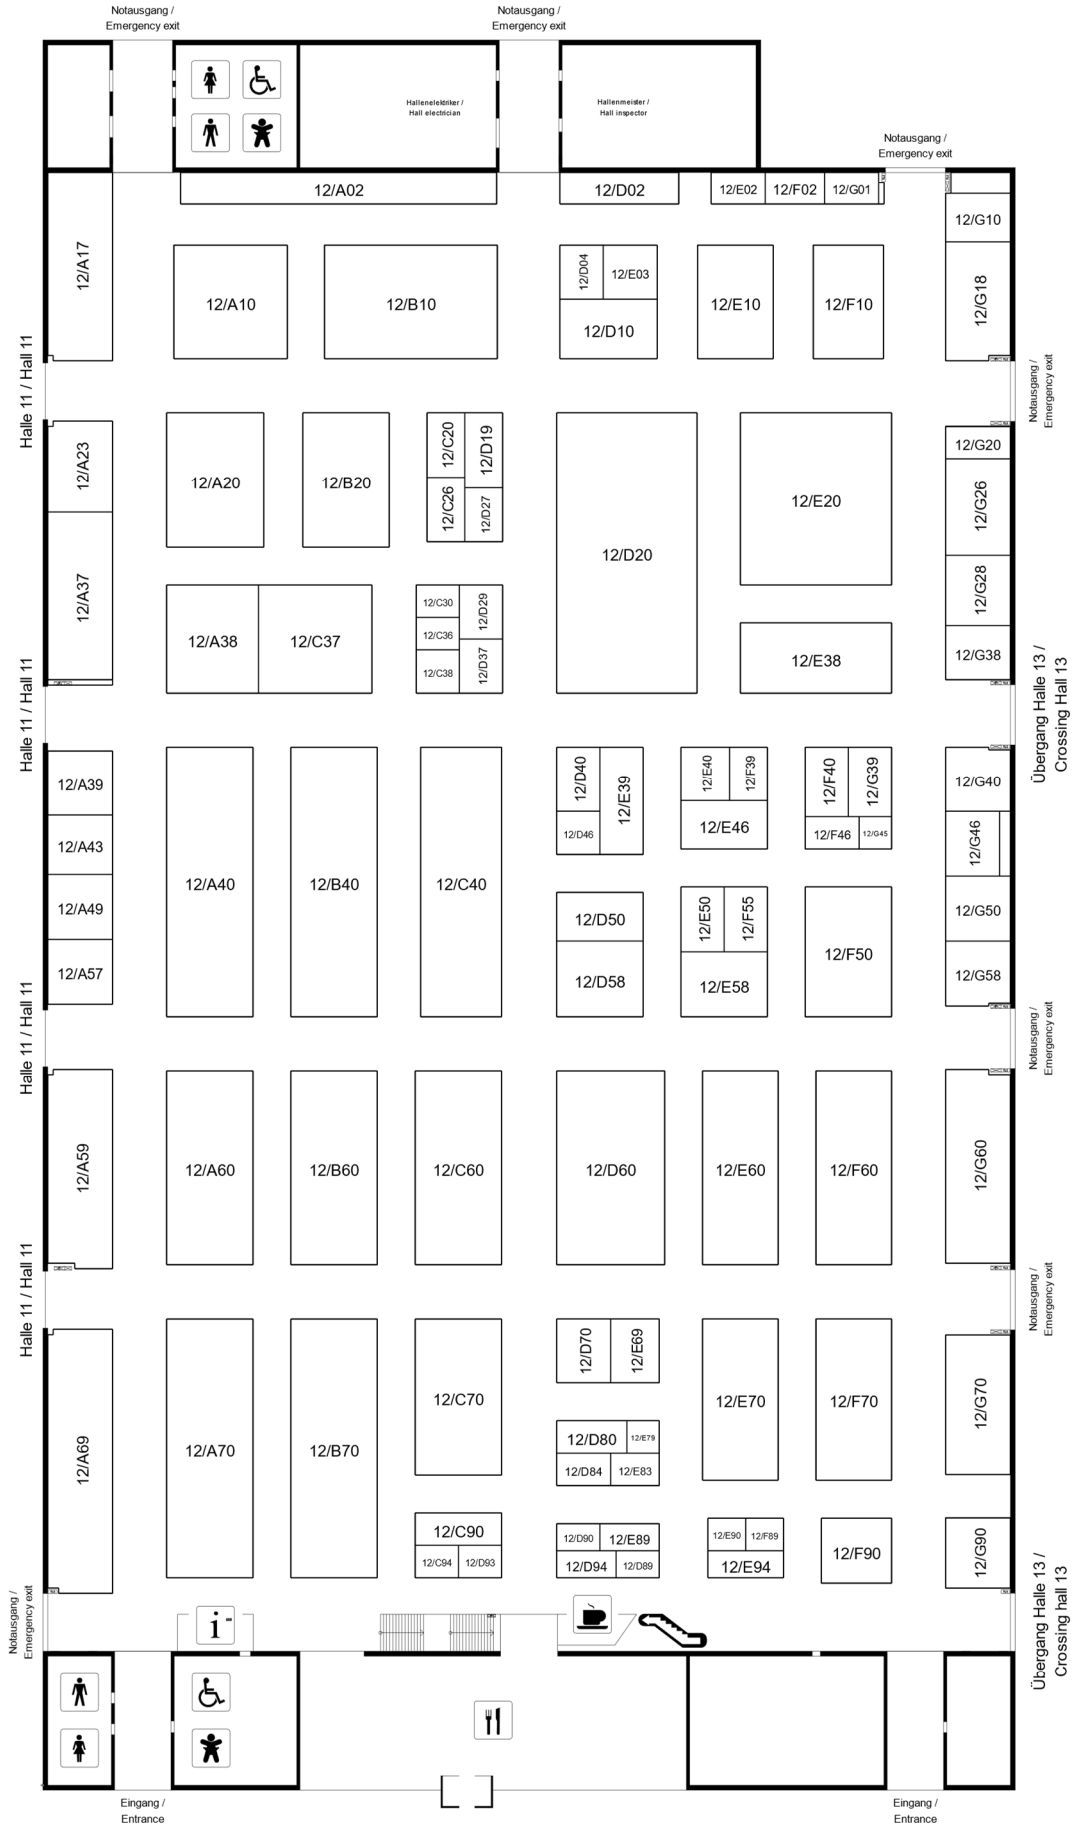 Notausgang /
Emergency exit
Notausgang /
Emergency exit
Hallenelektriker /
Hall electrician
Hallenmeister /
Hall inspector
Notausgang /
Emergency exit
12/A02
12/D02
12/E02
12/F02
12/G01
12/G10
12/A17
12/A10
12/B10
12/D04
12/E03
12/D10
12/E10
12/F10
12/G18
Halle 11 / Hall 11
Notausgang /
Emergency exit
12/A23
12/A20
12/B20
12/C20
12/D19
12/C26
12/D27
12/D20
12/E20
12/G20
12/G26
12/A37
12/A38
12/C37
12/C30
12/C36
12/C38
12/D29
12/D37
12/E38
12/G28
12/G38
Halle 11 / Hall 11
Übergang Halle 13 /
Crossing Hall 13
12/A39
12/A43
12/A49
12/A57
12/A40
12/B40
12/C40
12/D40
12/E39
12/D46
12/E40
12/F39
12/E46
12/F40
12/G39
12/F46
12/G45
12/G40
12/G46
12/D50
12/D58
12/E50
12/F55
12/E58
12/F50
12/G50
12/G58
Halle 11 / Hall 11
Notausgang /
Emergency exit
12/A59
12/A60
12/B60
12/C60
12/D60
12/E60
12/F60
12/G60
Halle 11 / Hall 11
Notausgang /
Emergency exit
12/A69
12/A70
12/B70
12/C70
12/D70
12/E69
12/D80
12/E79
12/D84
12/E83
12/E70
12/F70
12/G70
12/C90
12/C94
12/D93
12/D90
12/E89
12/D94
12/D89
12/E90
12/F89
12/E94
12/F90
12/G90
Notausgang /
Emergency exit
i
Übergang Halle 13 /
Crossing hall 13
Eingang /
Entrance
Eingang /
Entrance